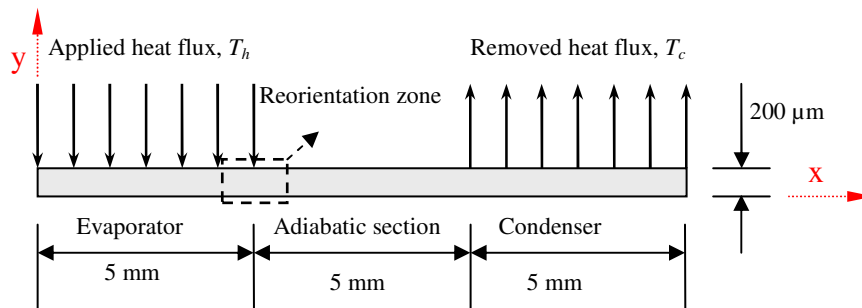 Applied heat flux, T_h
Removed heat flux, T_c
y
Reorientation zone
200 µm
x
Evaporator
Adiabatic section
Condenser
5 mm
5 mm
5 mm